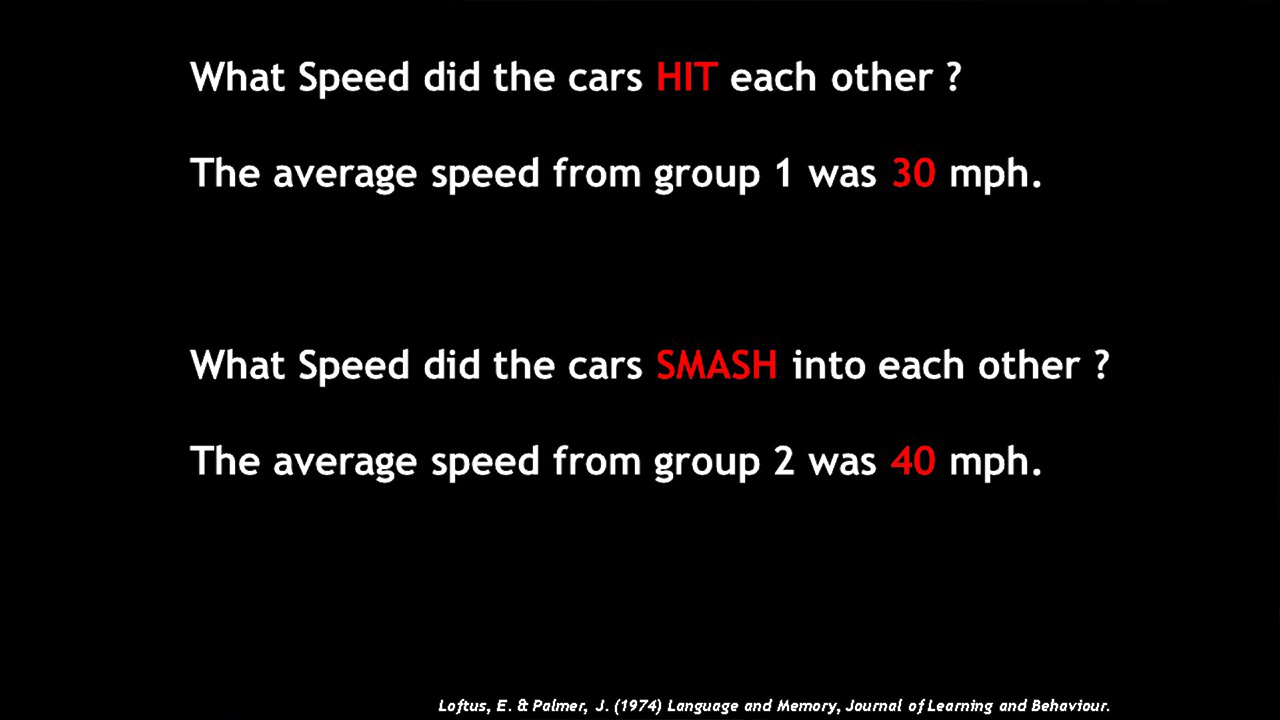 What Speed did the cars HIT each other ?
The average speed from group 1 was 30 mph.
What Speed did the cars SMASH into each other ?
The average speed from group 2 was 40 mph.
Loftus, E. & Palmer, J. (1974) Language and Memory, Journal of Learning and Behaviour.